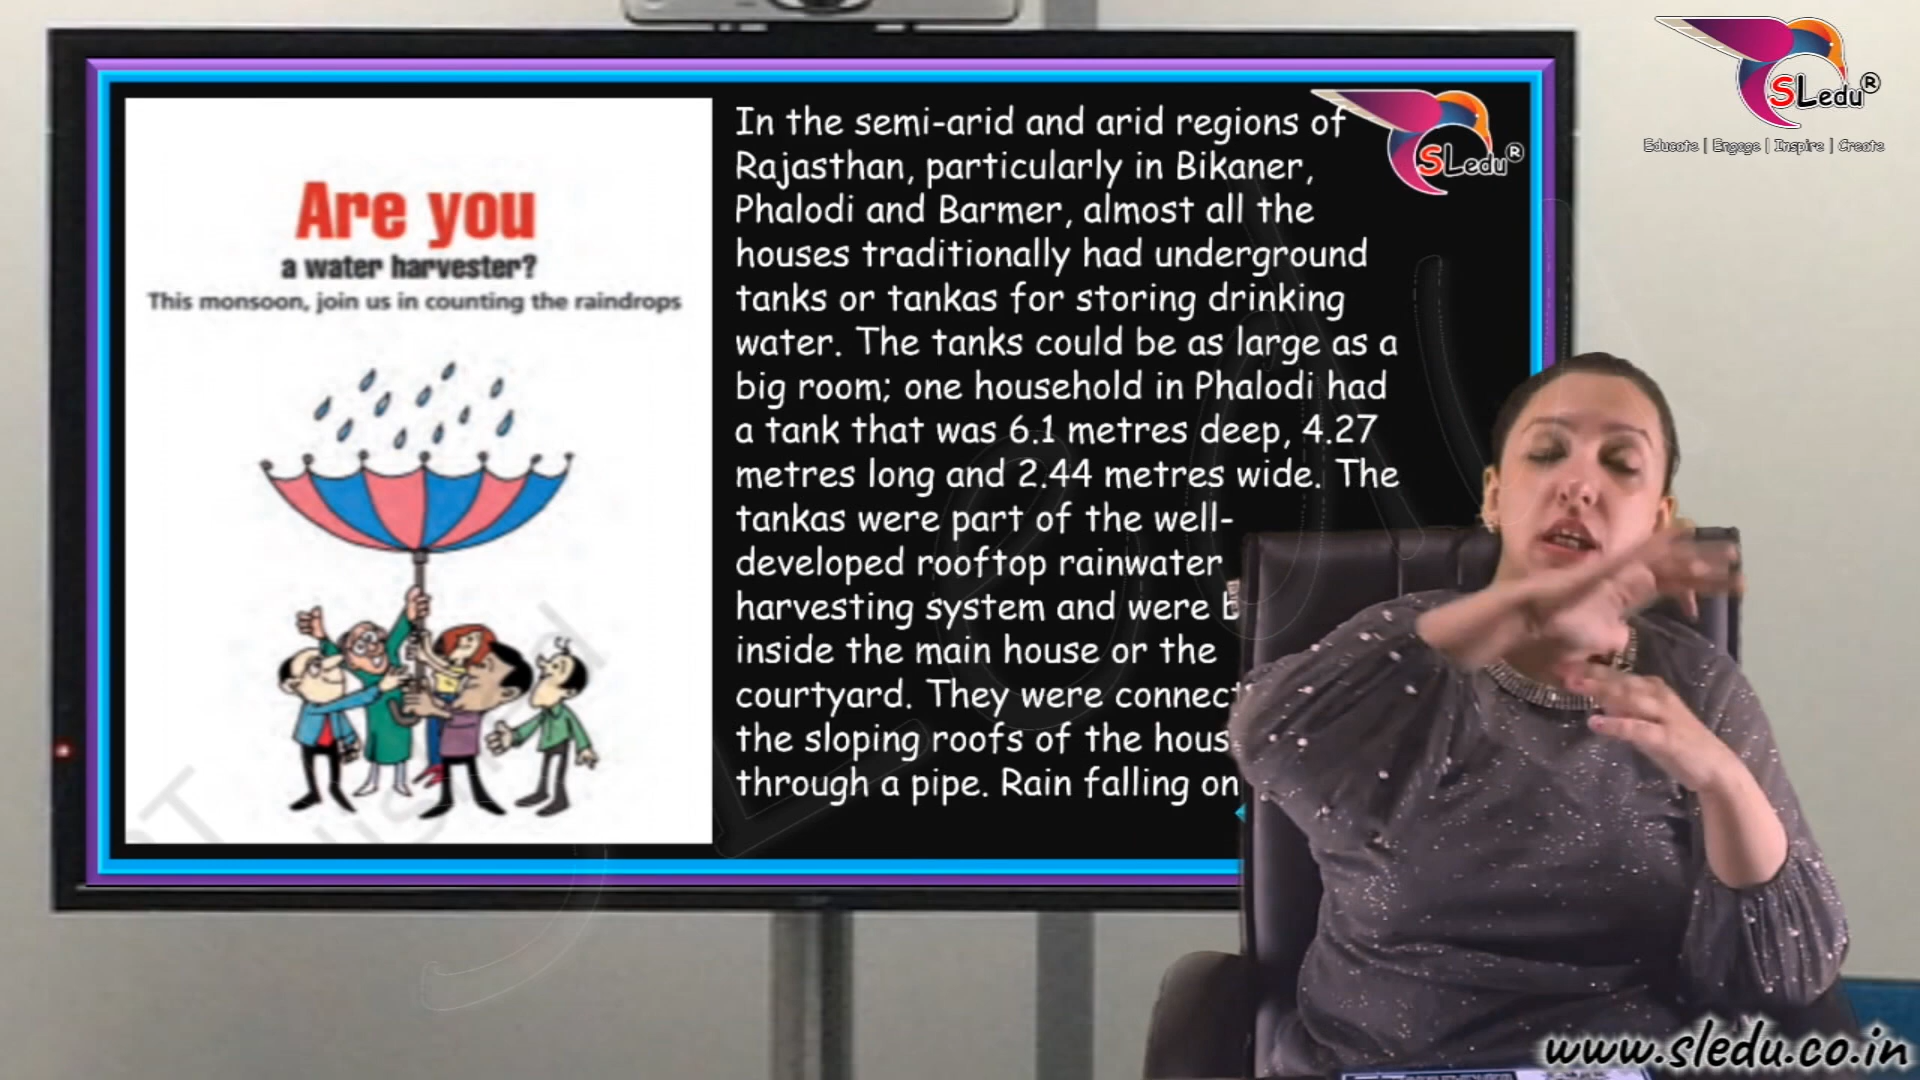 Are you
a water harvester?
This monsoon, join us in counting the raindrops
In the semi-arid and arid regions of
Rajasthan, particularly in Bikaner,
Phalodi and Barmer, almost all the
houses traditionally had underground
tanks or tankas for storing drinking
water. The tanks could be as large as a
big room; one household in Phalodi had
a tank that was 6.1 metres deep, 4.27
metres long and 2.44 metres wide. The
tankas were part of the well-
developed rooftop rainwater
harvesting system and were
inside the main house or the
courtyard. They were
the sloping roofs of the
through a pipe. Rain falling on
SLedu®
SLedu®
Educate | Engage | Inspire | Create
www.sledu.co.in